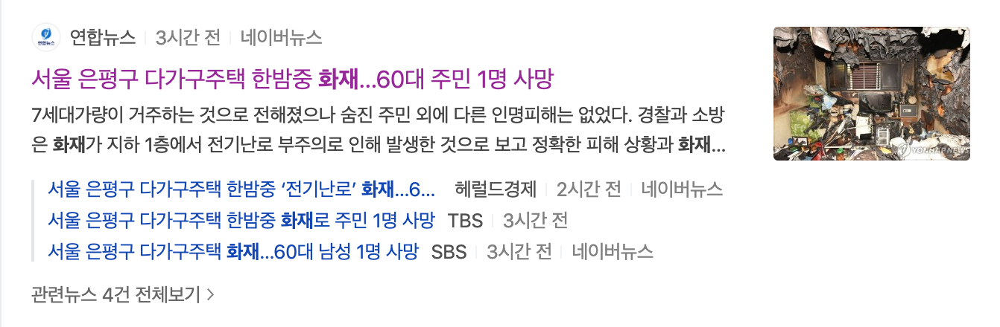 연합뉴스
연합뉴스 3시간 전 네이버뉴스
서울 은평구 다가구주택 한밤중 화재...60대 주민 1명 사망
7세대가량이 거주하는 것으로 전해졌으나 숨진 주민 외에 다른 인명피해는 없었다. 경찰과 소방
은 화재가 지하 1층에서 전기난로 부주의로 인해 발생한 것으로 보고 정확한 피해 상황과 화재...
YONHAP NEWS
서울 은평구 다가구주택 한밤중 ‘전기난로’ 화재...6... 헤럴드경제 2시간 전 네이버뉴스
서울 은평구 다가구주택 한밤중 화재로 주민 1명 사망 TBS 3시간 전
서울 은평구 다가구주택 화재...60대 남성 1명 사망 SBS 3시간 전 네이버뉴스
관련뉴스 4건 전체보기 >